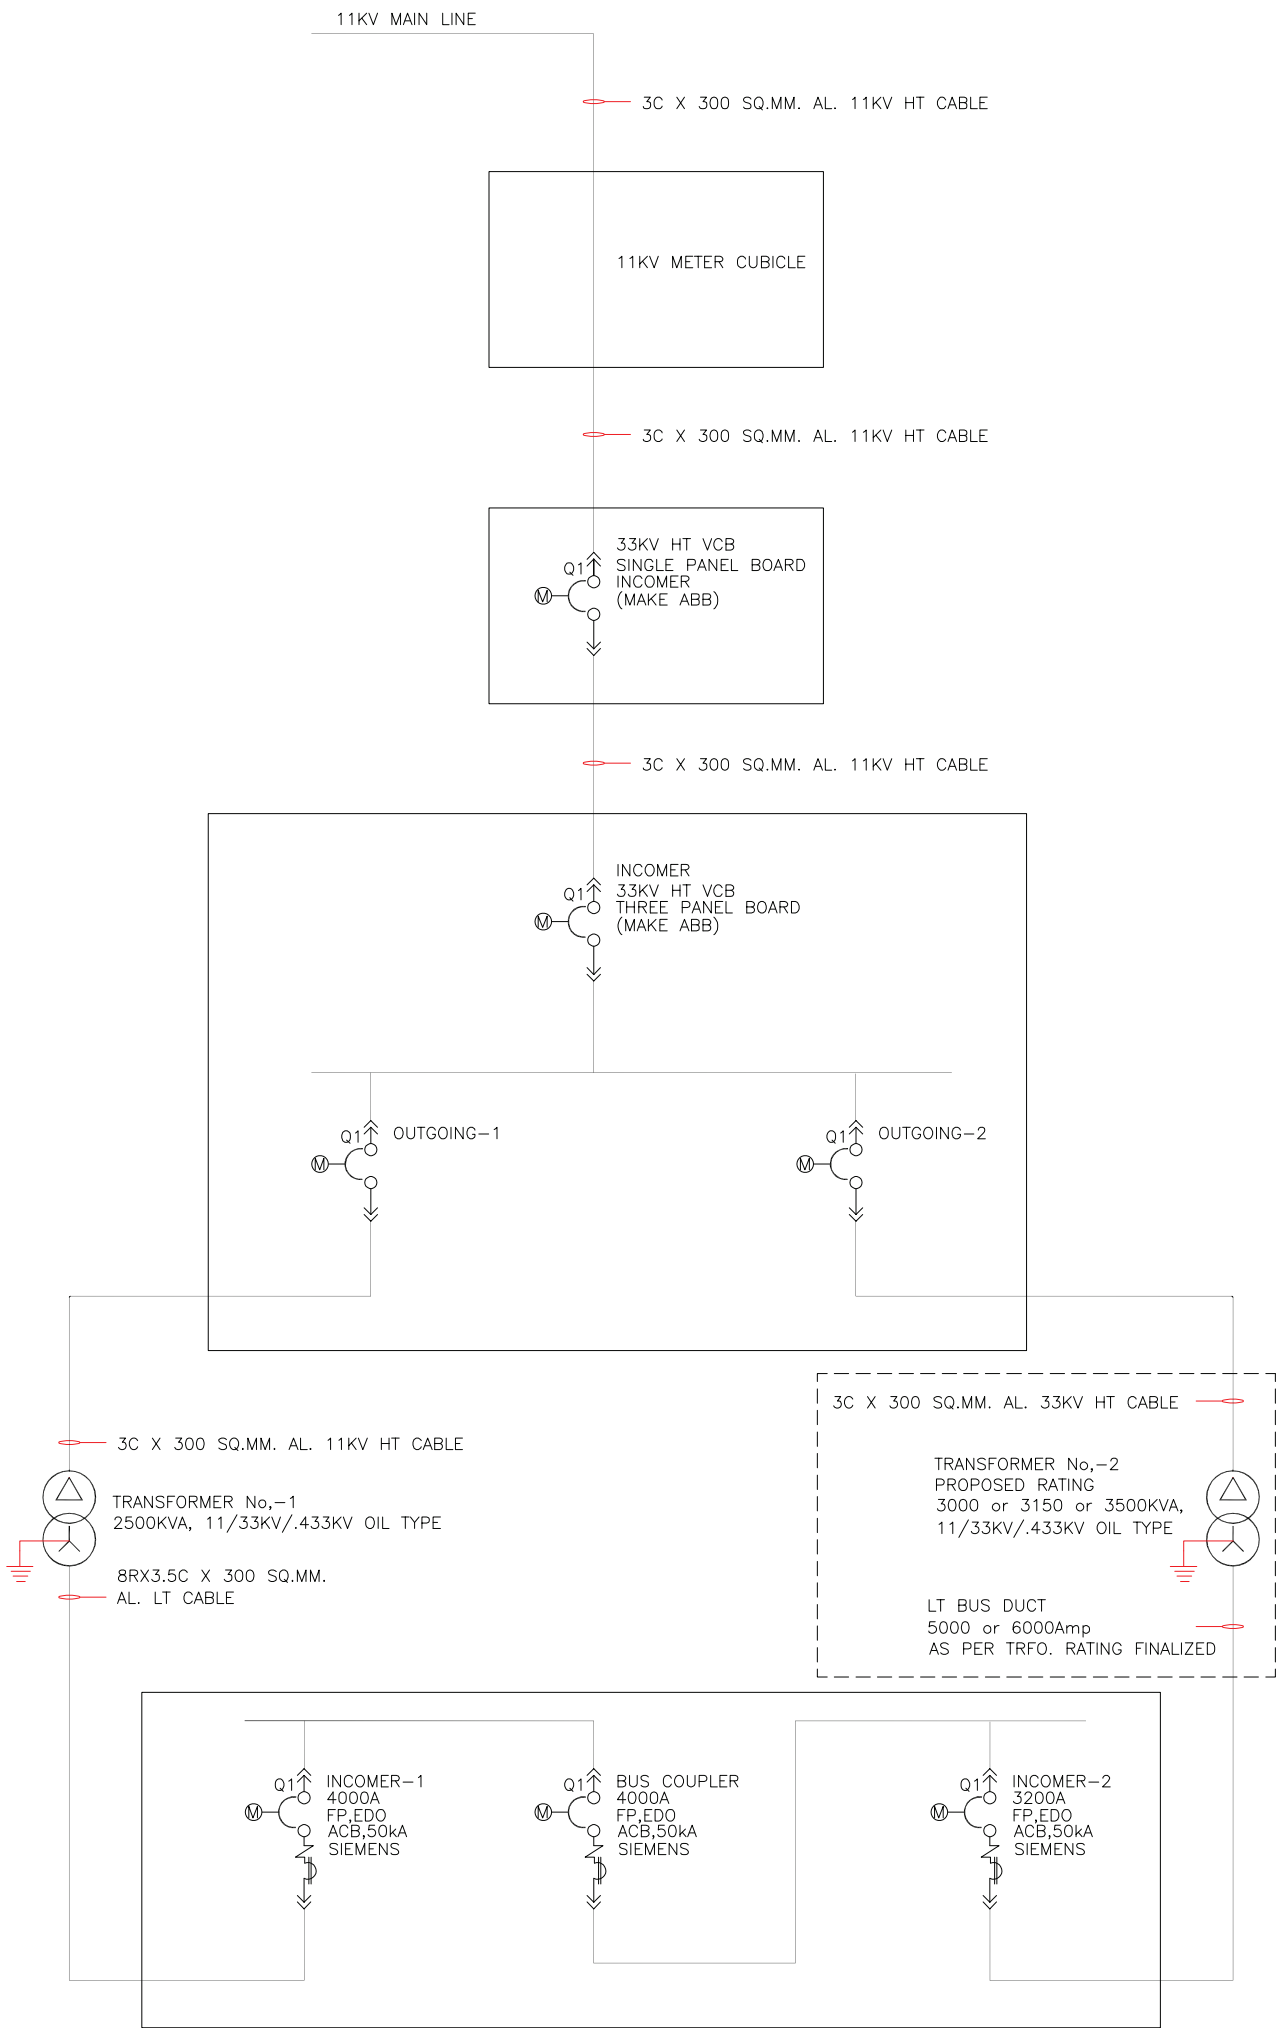 11KV MAIN LINE
3C X 300 SQ.MM. AL. 11KV HT CABLE
11KV METER CUBICLE
3C X 300 SQ.MM. AL. 11KV HT CABLE
33KV HT VCB
Q1 SINGLE PANEL BOARD
INCOMER
M (MAKE ABB)
3C X 300 SQ.MM. AL. 11KV HT CABLE
INCOMER
Q1 33KV HT VCB
THREE PANEL BOARD
M (MAKE ABB)
Q1 OUTGOING-1
M
Q1 OUTGOING-2
M
3C X 300 SQ.MM. AL. 33KV HT CABLE
3C X 300 SQ.MM. AL. 11KV HT CABLE
TRANSFORMER No,-1
2500KVA, 11/33KV/.433KV OIL TYPE
8RX3.5C X 300 SQ.MM.
AL. LT CABLE
TRANSFORMER No,-2
PROPOSED RATING
3000 or 3150 or 3500KVA,
11/33KV/.433KV OIL TYPE
LT BUS DUCT
5000 or 6000Amp
AS PER TRFO. RATING FINALIZED
Q1 INCOMER-1
4000A
M FP,EDO
ACB,50kA
SIEMENS
Q1 BUS COUPLER
4000A
M FP,EDO
ACB,50kA
SIEMENS
Q1 INCOMER-2
3200A
M FP,EDO
ACB,50kA
SIEMENS